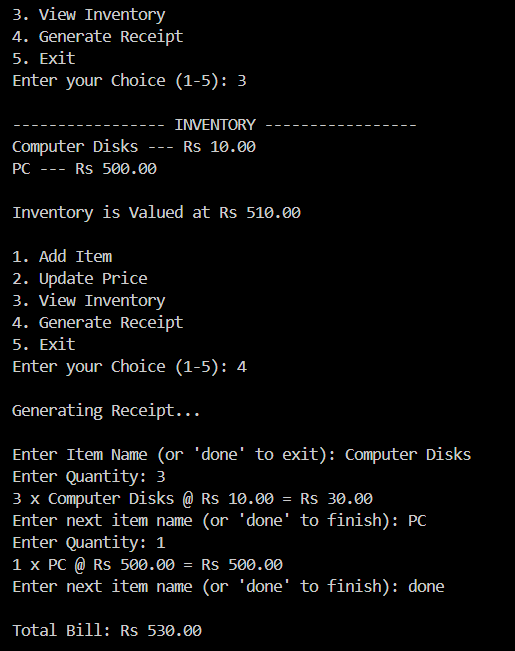 3. View Inventory
4. Generate Receipt
5. Exit
Enter your Choice (1-5): 3
----------------- INVENTORY -----------------
Computer Disks --- Rs 10.00
PC --- Rs 500.00
Inventory is Valued at Rs 510.00
1. Add Item
2. Update Price
3. View Inventory
4. Generate Receipt
5. Exit
Enter your Choice (1-5): 4
Generating Receipt...
Enter Item Name (or 'done' to exit): Computer Disks
Enter Quantity: 3
3 x Computer Disks @ Rs 10.00 = Rs 30.00
Enter next item name (or 'done' to finish): PC
Enter Quantity: 1
1 x PC @ Rs 500.00 = Rs 500.00
Enter next item name (or 'done' to finish): done
Total Bill: Rs 530.00